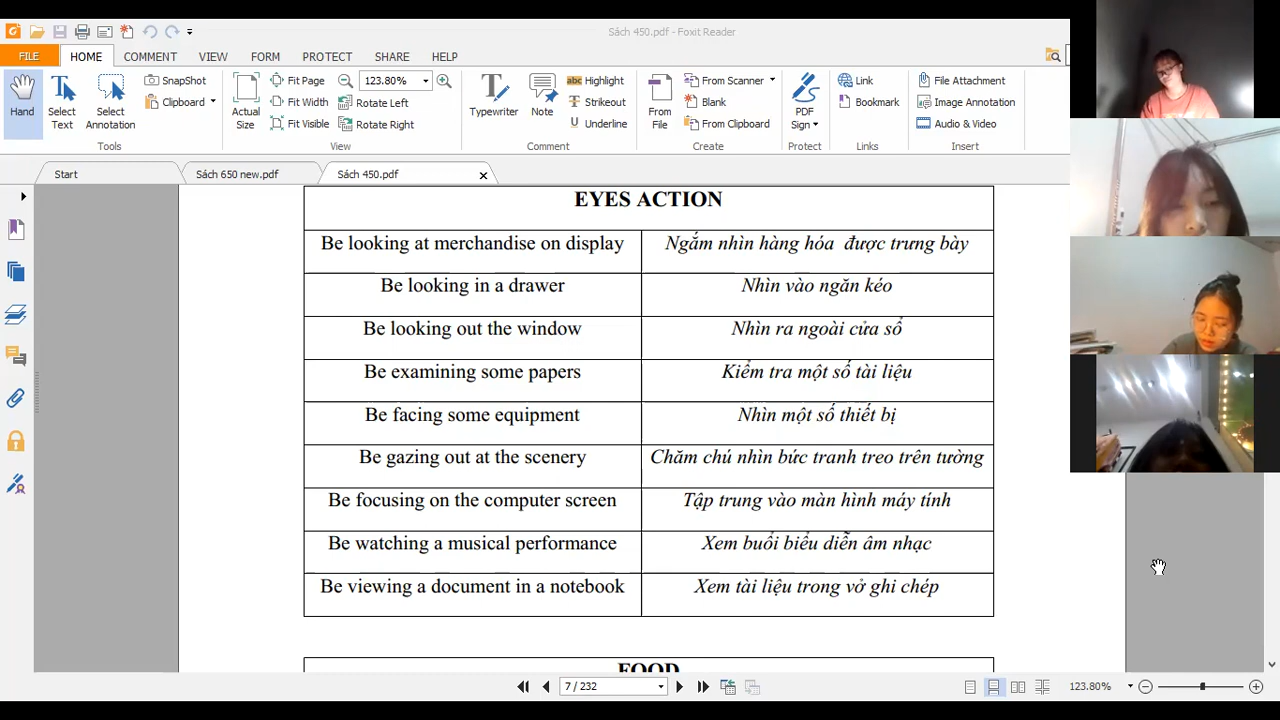 Sách 450.pdf - Foxit Reader
FILE HOME COMMENT VIEW FORM PROTECT SHARE HELP
Hand
Select Text
Select Annotation
SnapShot
Clipboard
Tools
Actual Size
Fit Page
Fit Width
Fit Visible
123.80%
Rotate Left
Rotate Right
View
Typewriter
Note
Highlight
Strikeout
Underline
Comment
From File
From Scanner
Blank
From Clipboard
Create
PDF Sign
Protect
Link
Bookmark
Links
File Attachment
Image Annotation
Audio & Video
Insert
Start Sách 650 new.pdf Sách 450.pdf
EYES ACTION
Be looking at merchandise on display Ngắm nhìn hàng hóa được trưng bày
Be looking in a drawer Nhìn vào ngăn kéo
Be looking out the window Nhìn ra ngoài cửa sổ
Be examining some papers Kiểm tra một số tài liệu
Be facing some equipment Nhìn một số thiết bị
Be gazing out at the scenery Chăm chú nhìn bức tranh treo trên tường
Be focusing on the computer screen Tập trung vào màn hình máy tính
Be watching a musical performance Xem buổi biểu diễn âm nhạc
Be viewing a document in a notebook Xem tài liệu trong vở ghi chép
FOOD
7 / 232 123.80%